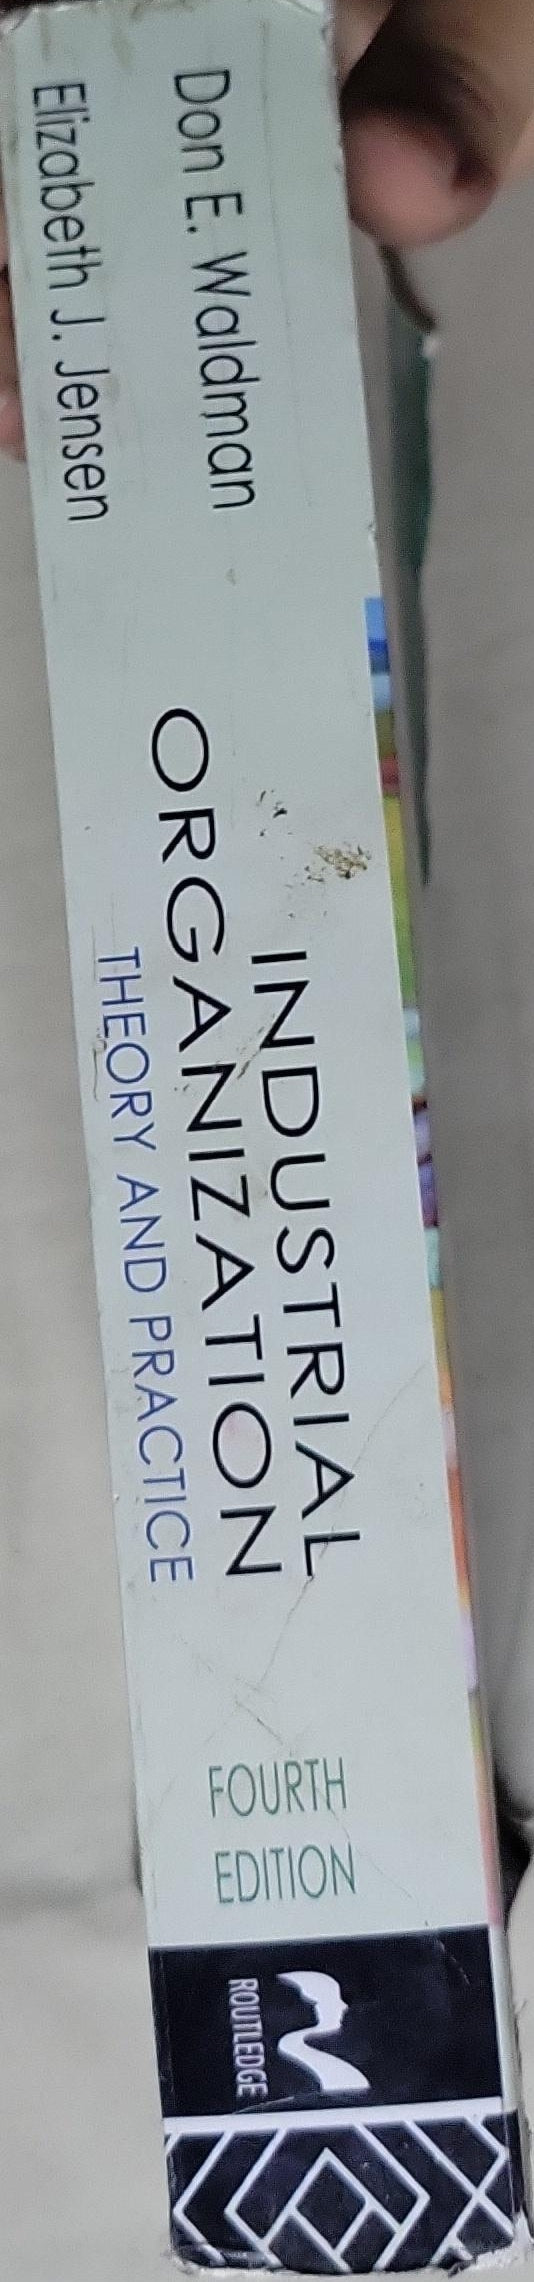 Don E. Waldman
Elizabeth J. Jensen
INDUSTRIAL
ORGANIZATION
THEORY AND PRACTICE
FOURTH
EDITION
ROUTLEDGE